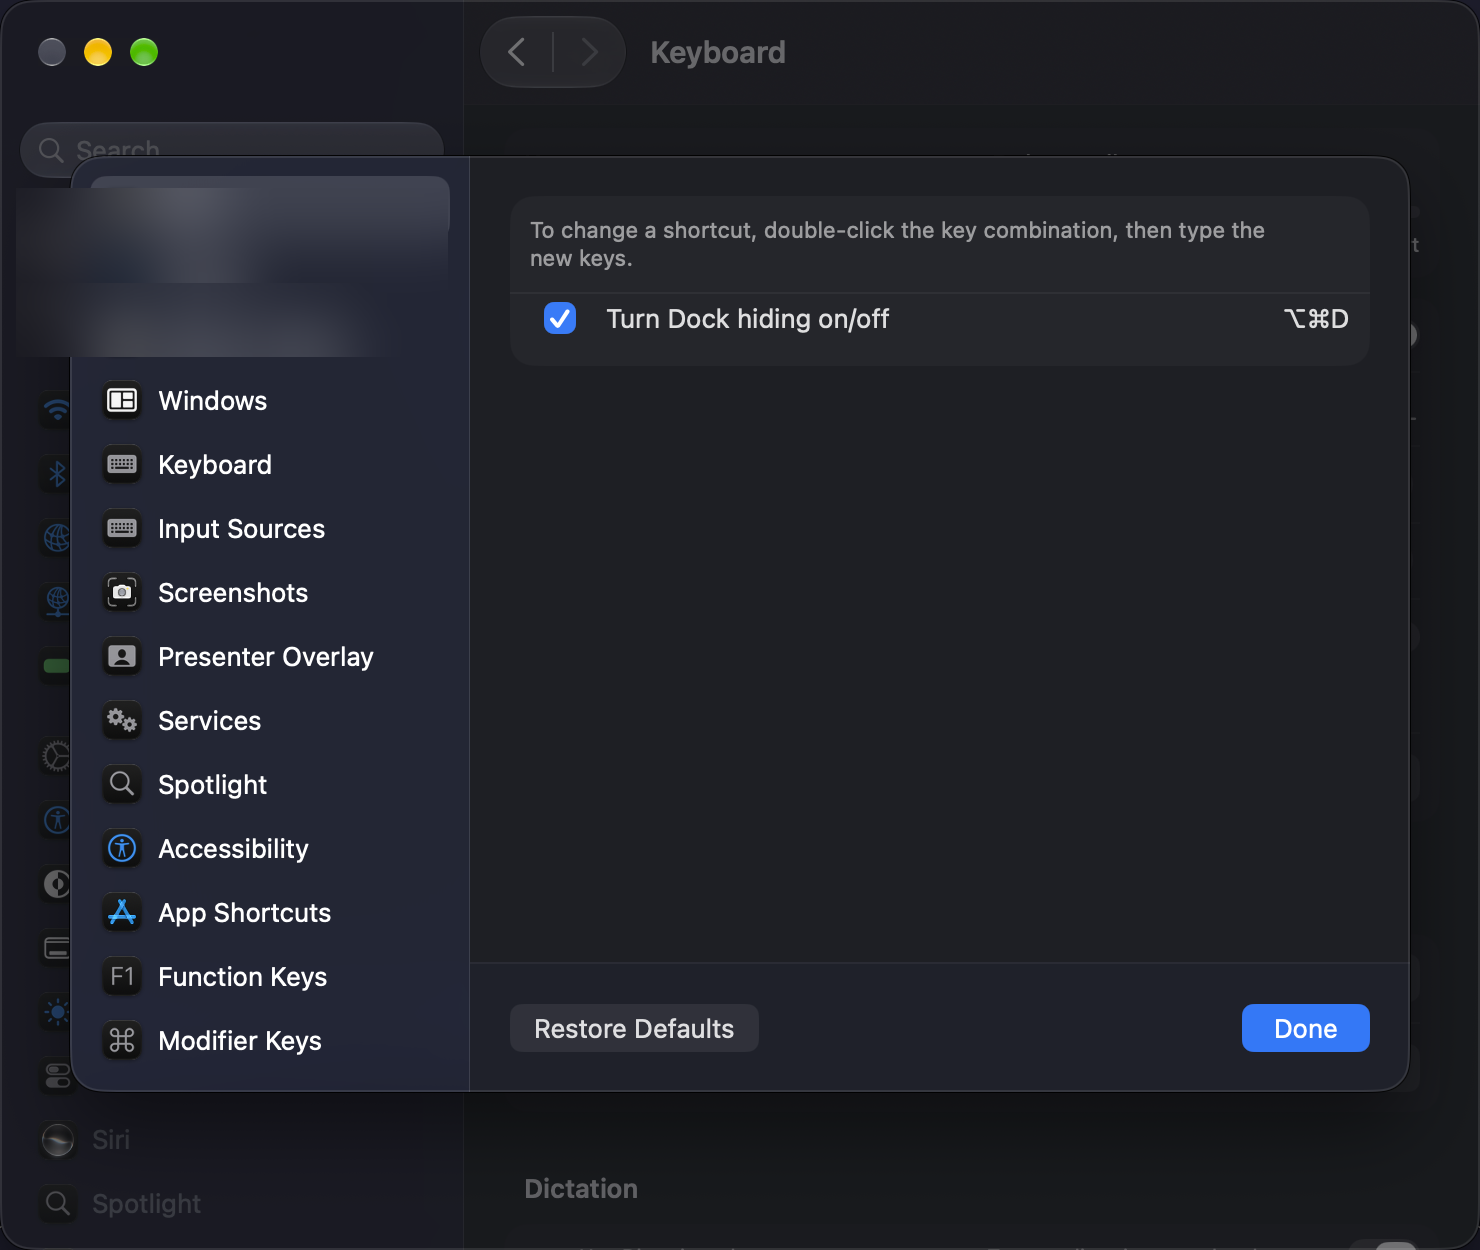 Keyboard
Search
To change a shortcut, double-click the key combination, then type the
new keys.
Turn Dock hiding on/off
⌥⌘D
Windows
Keyboard
Input Sources
Screenshots
Presenter Overlay
Services
Spotlight
Accessibility
App Shortcuts
F1 Function Keys
Modifier Keys
Restore Defaults
Done
Siri
Dictation
Spotlight